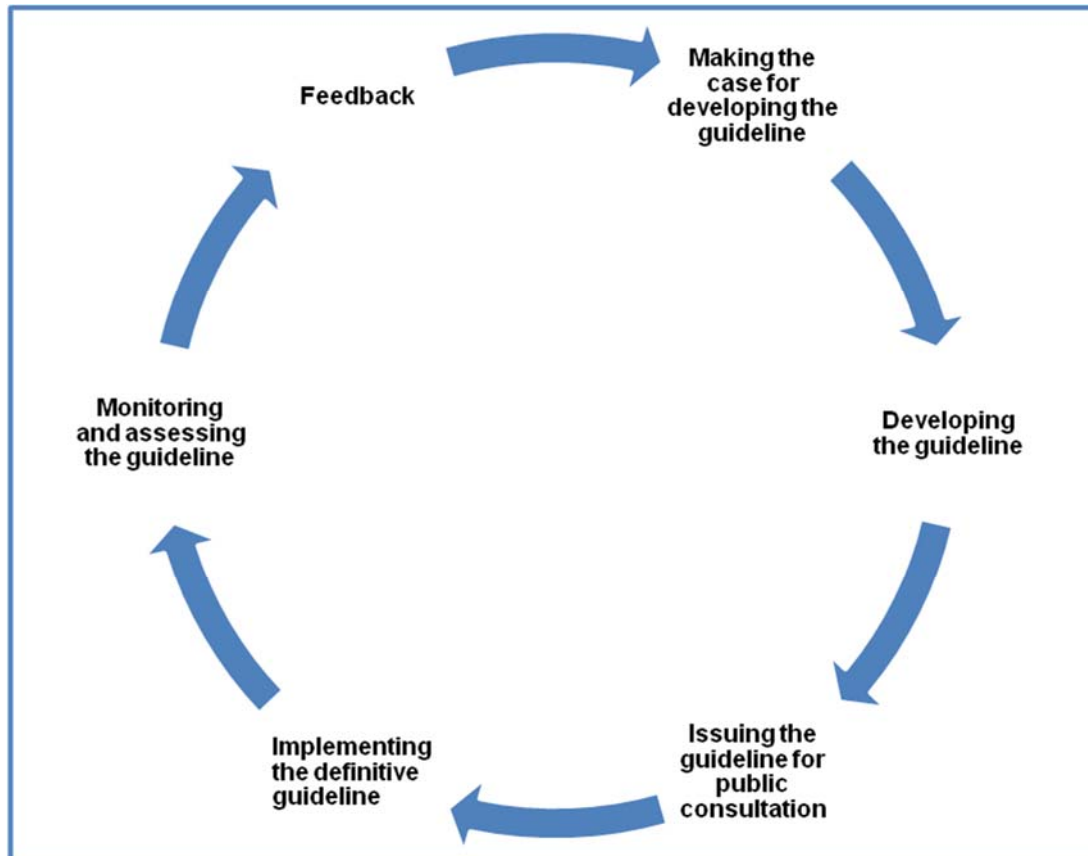 Feedback
Making the
case for
developing the
guideline
Developing
the guideline
Issuing the
guideline for
public
consultation
Implementing
the definitive
guideline
Monitoring
and assessing
the guideline